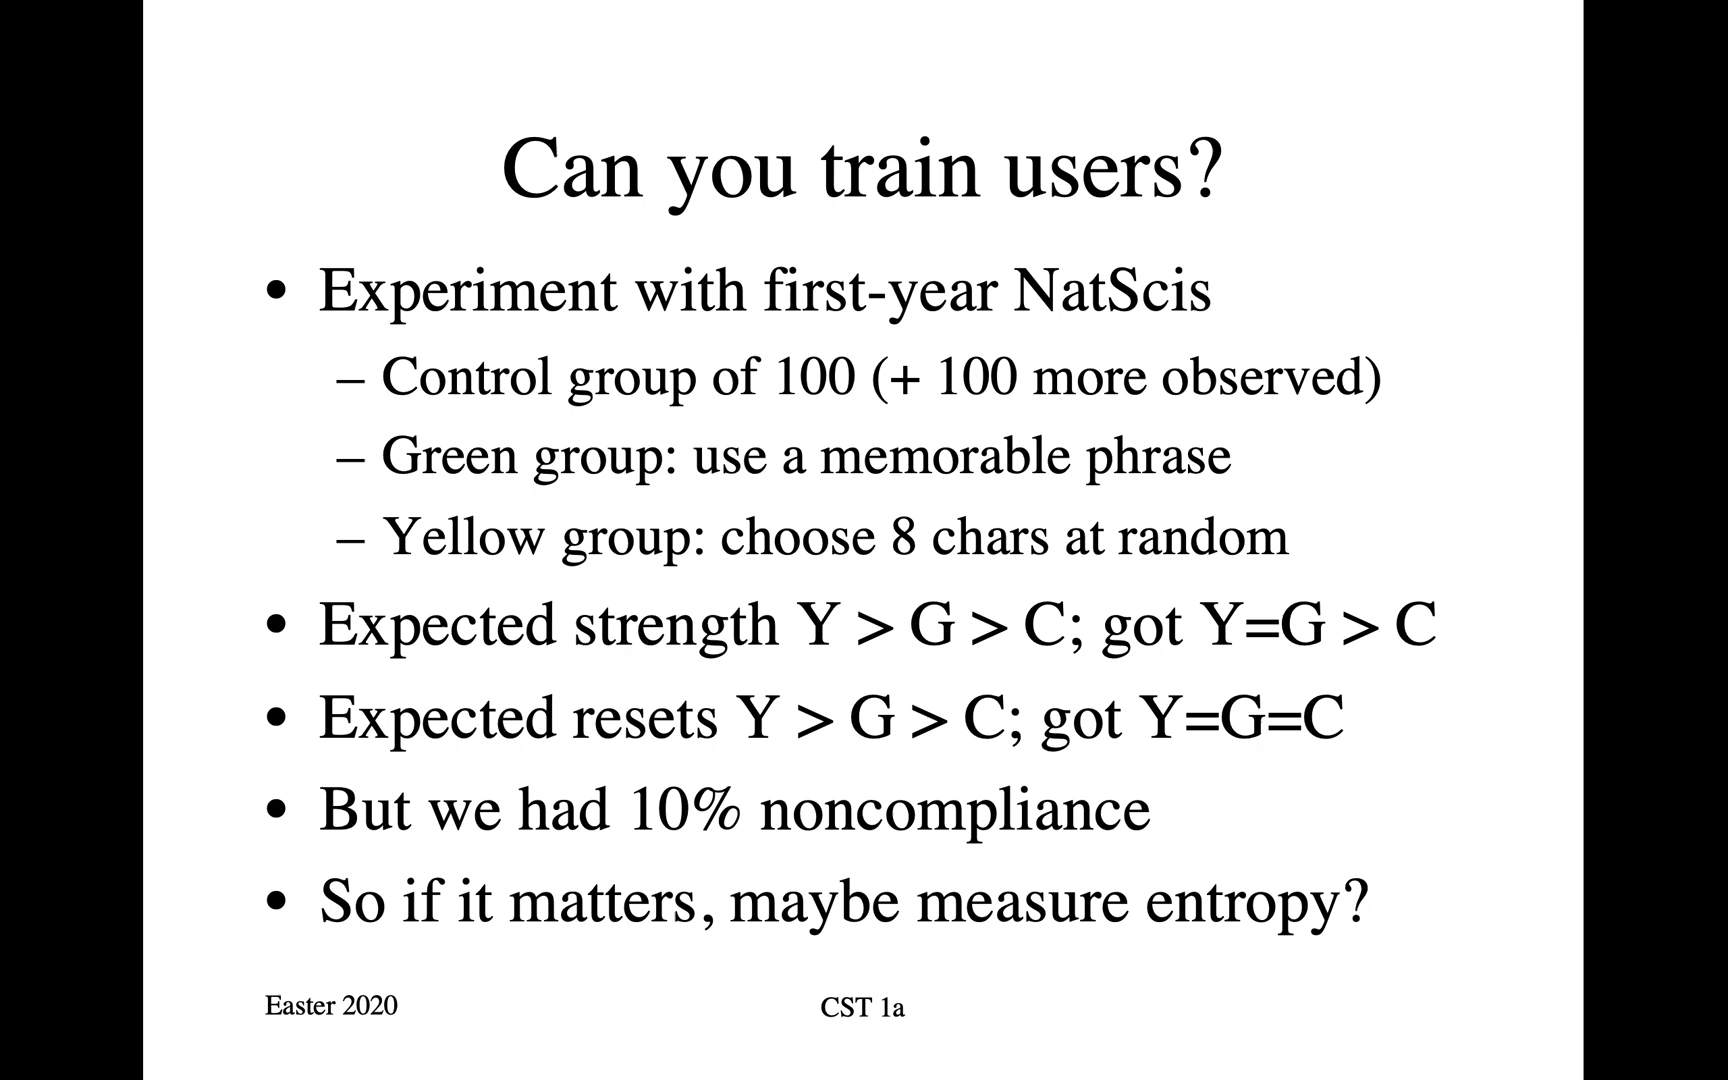 Can you train users?
• Experiment with first-year NatScis
– Control group of 100 (+ 100 more observed)
– Green group: use a memorable phrase
– Yellow group: choose 8 chars at random
• Expected strength Y > G > C; got Y=G > C
• Expected resets Y > G > C; got Y=G=C
• But we had 10% noncompliance
• So if it matters, maybe measure entropy?
Easter 2020
CST 1a